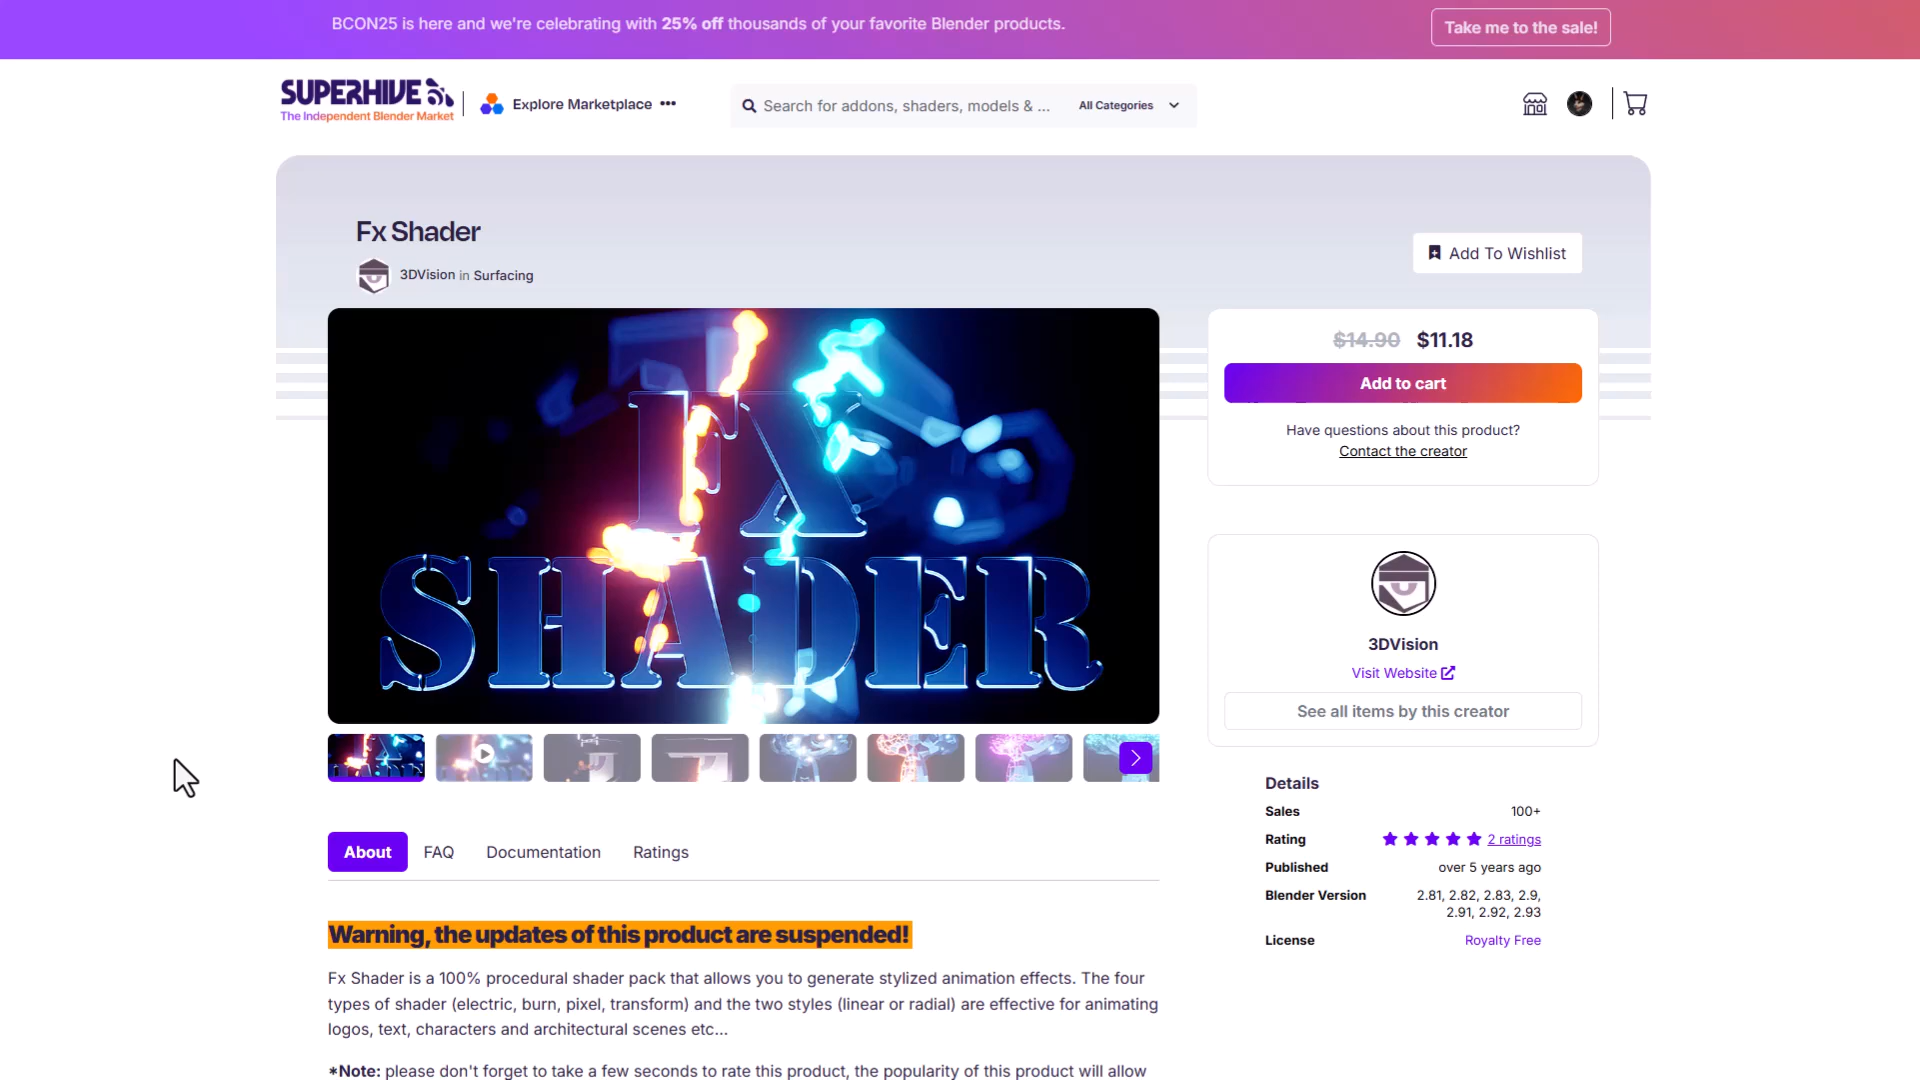 BCON25 is here and we're celebrating with 25% off thousands of your favorite Blender products.
Take me to the sale!
SUPERHIVE
The Independent Blender Market
Explore Marketplace •••
Search for addons, shaders, models & ...
All Categories
Fx Shader
3DVision in Surfacing
Add To Wishlist
FX
SHADER
$14.90 $11.18
Add to cart
Have questions about this product?
Contact the creator
3DVision
Visit Website
See all items by this creator
Details
Sales 100+
Rating 2 ratings
Published over 5 years ago
Blender Version 2.81, 2.82, 2.83, 2.9,
2.91, 2.92, 2.93
License Royalty Free
About FAQ Documentation Ratings
Warning, the updates of this product are suspended!
Fx Shader is a 100% procedural shader pack that allows you to generate stylized animation effects. The four
types of shader (electric, burn, pixel, transform) and the two styles (linear or radial) are effective for animating
logos, text, characters and architectural scenes etc...
*Note: please don't forget to take a few seconds to rate this product, the popularity of this product will allow